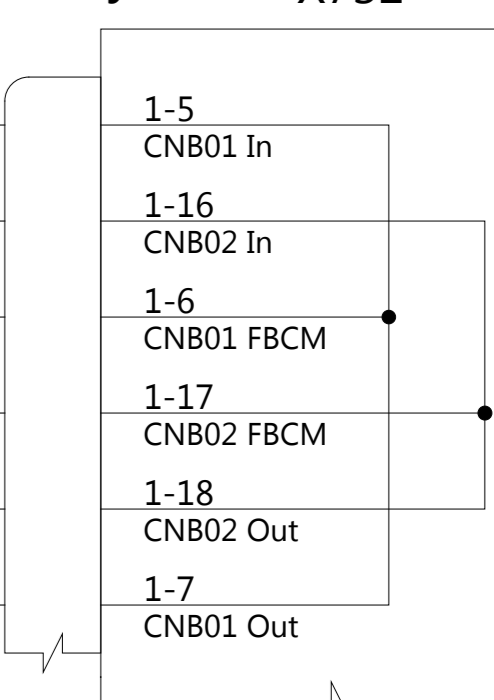 1-5
CNB01 In
1-16
CNB02 In
1-6
CNB01 FBCM
1-17
CNB02 FBCM
1-18
CNB02 Out
1-7
CNB01 Out